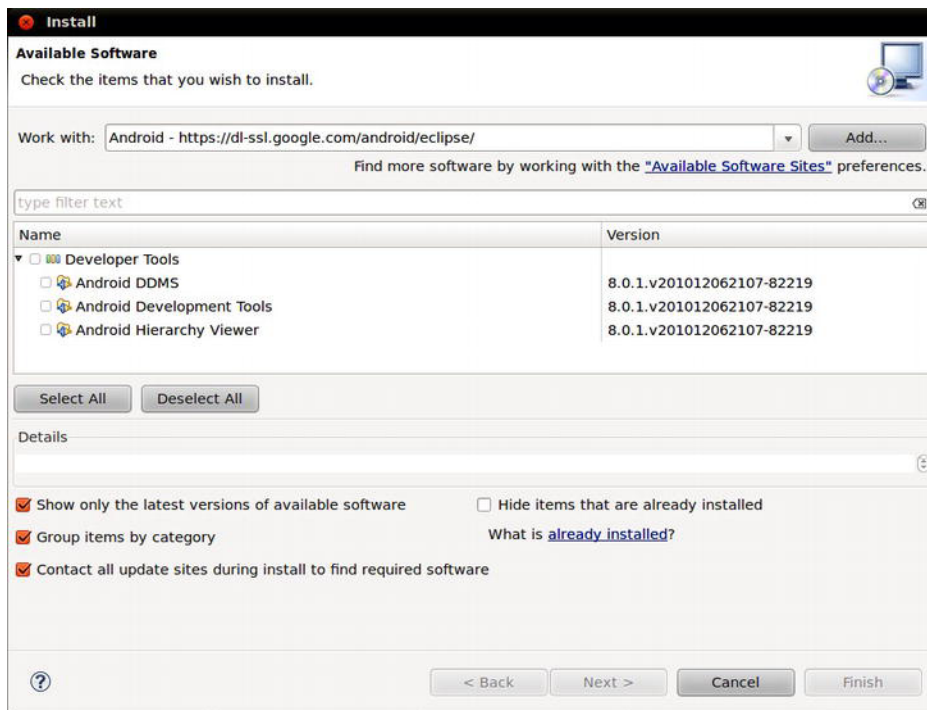 Install
Available Software
Check the items that you wish to install.
Work with: Android - https://dl-ssl.google.com/android/eclipse/ Add...
Find more software by working with the "Available Software Sites" preferences.
type filter text
Name Version
Developer Tools
Android DDMS 8.0.1.v201012062107-82219
Android Development Tools 8.0.1.v201012062107-82219
Android Hierarchy Viewer 8.0.1.v201012062107-82219
Select All Deselect All
Details
Show only the latest versions of available software Hide items that are already installed
Group items by category What is already installed?
Contact all update sites during install to find required software
? < Back Next > Cancel Finish